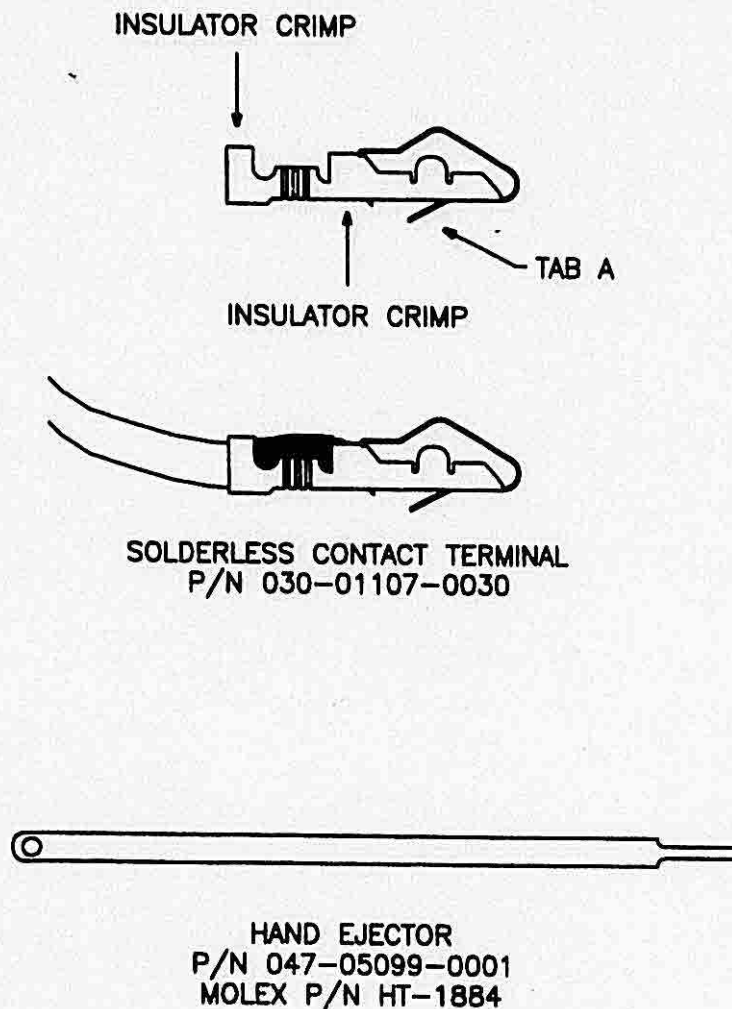 INSULATOR CRIMP
TAB A
INSULATOR CRIMP
SOLDERLESS CONTACT TERMINAL
P/N 030-01107-0030
HAND EJECTOR
P/N 047-05099-0001
MOLEX P/N HT-1884